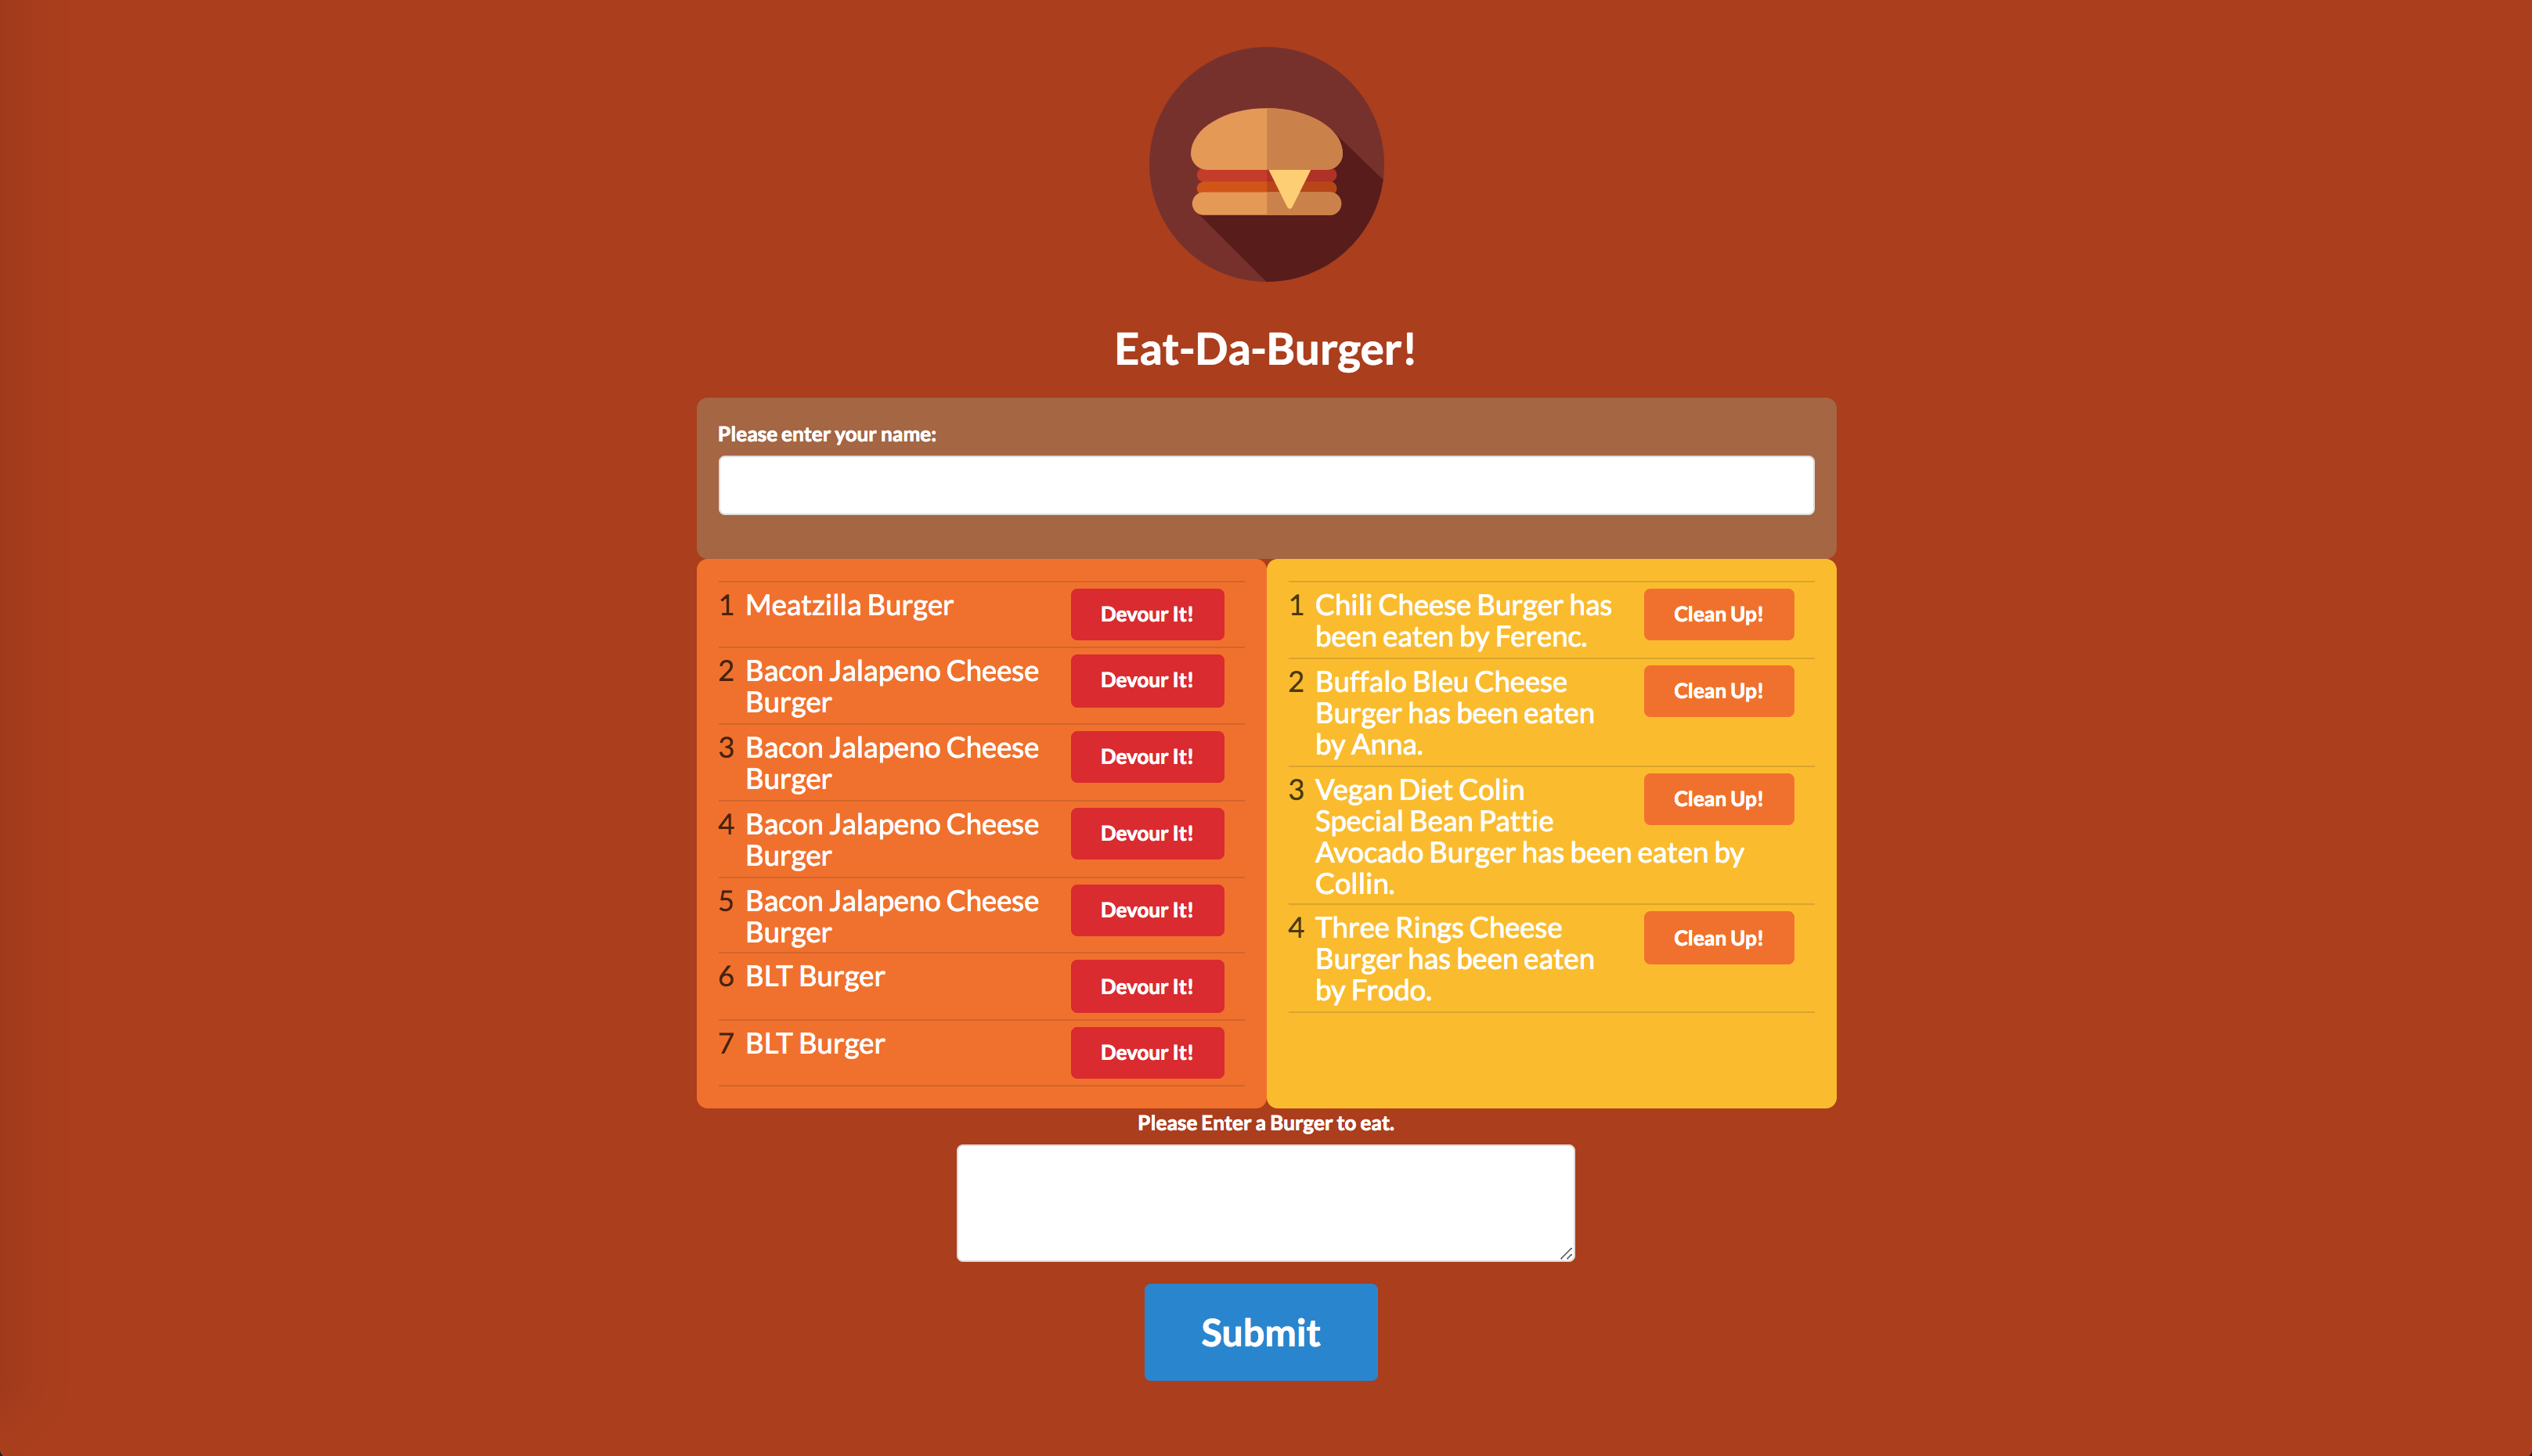 Eat-Da-Burger!
Please enter your name:
1 Meatzilla Burger Devour It!
2 Bacon Jalapeno Cheese Devour It!
Burger
3 Bacon Jalapeno Cheese Devour It!
Burger
4 Bacon Jalapeno Cheese Devour It!
Burger
5 Bacon Jalapeno Cheese Devour It!
Burger
6 BLT Burger Devour It!
7 BLT Burger Devour It!
1 Chili Cheese Burger has Clean Up!
been eaten by Ferenc.
2 Buffalo Bleu Cheese Clean Up!
Burger has been eaten
by Anna.
3 Vegan Diet Colin Clean Up!
Special Bean Pattie
Avocado Burger has been eaten by
Collin.
4 Three Rings Cheese Clean Up!
Burger has been eaten
by Frodo.
Please Enter a Burger to eat.
Submit